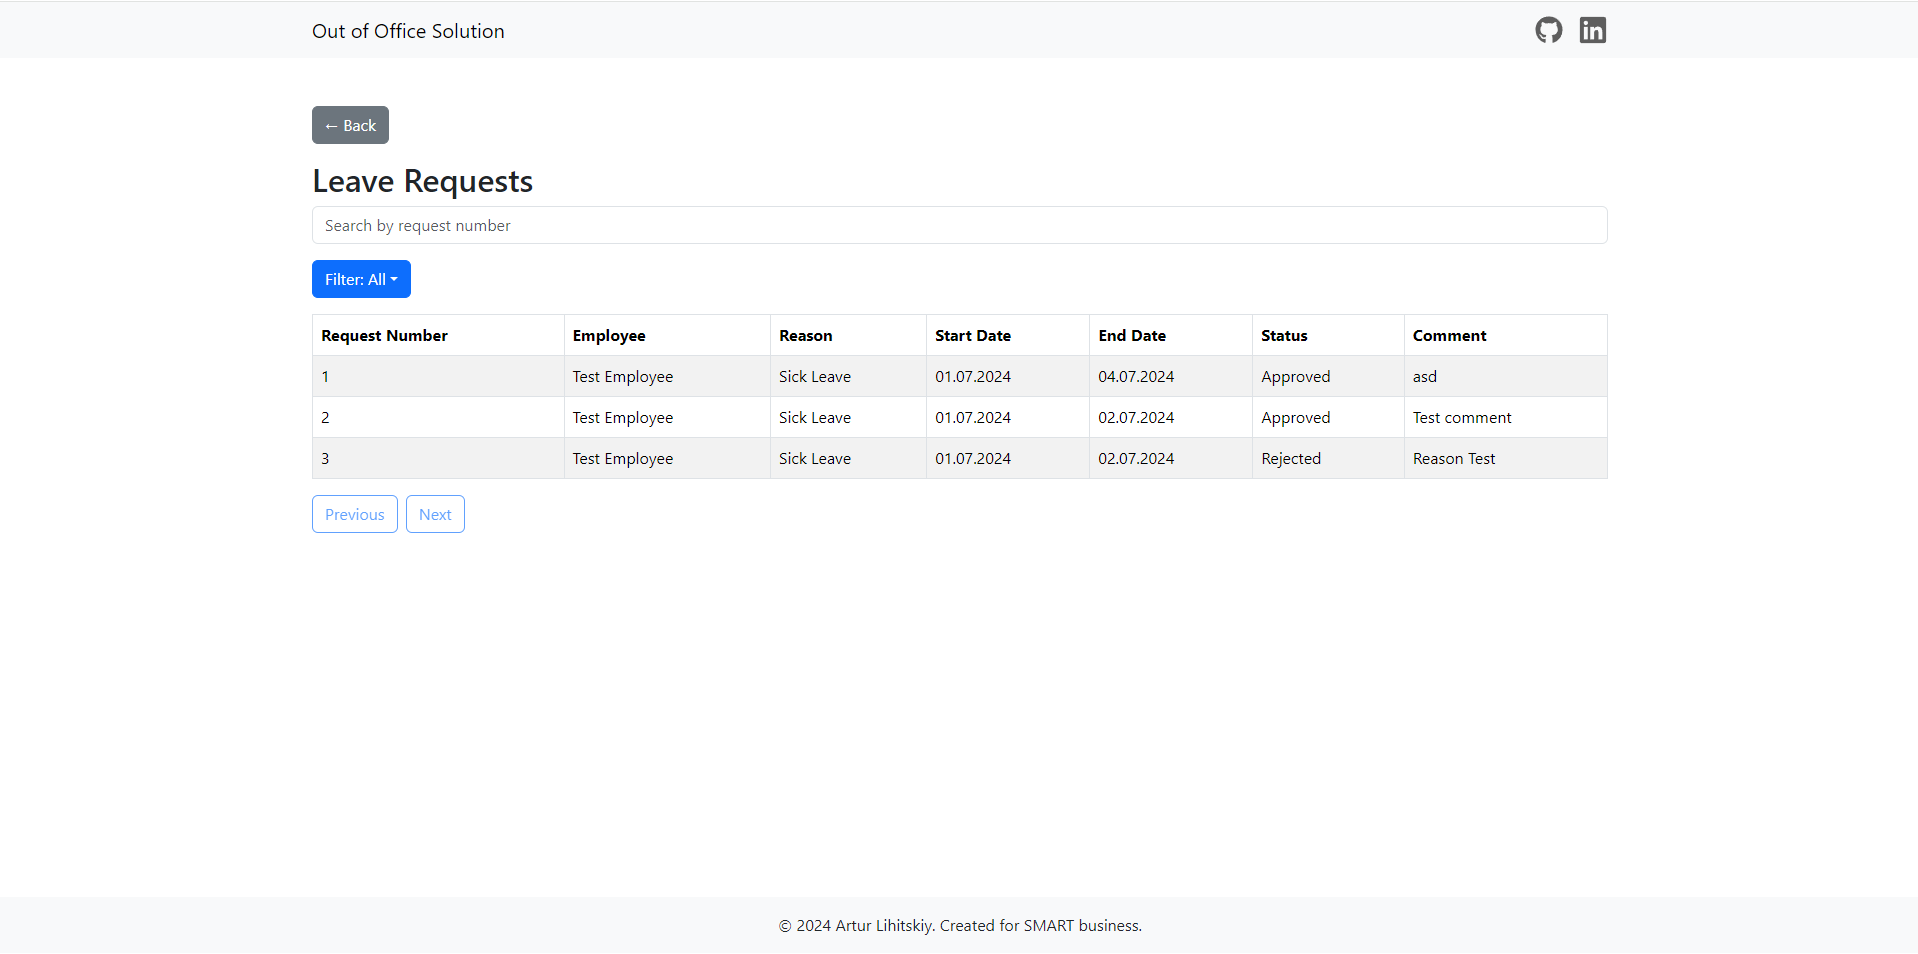 Out of Office Solution
← Back
Leave Requests
Search by request number
Filter: All
Request Number Employee Reason Start Date End Date Status Comment
1 Test Employee Sick Leave 01.07.2024 04.07.2024 Approved asd
2 Test Employee Sick Leave 01.07.2024 02.07.2024 Approved Test comment
3 Test Employee Sick Leave 01.07.2024 02.07.2024 Rejected Reason Test
Previous Next
© 2024 Artur Lihitskiy. Created for SMART business.